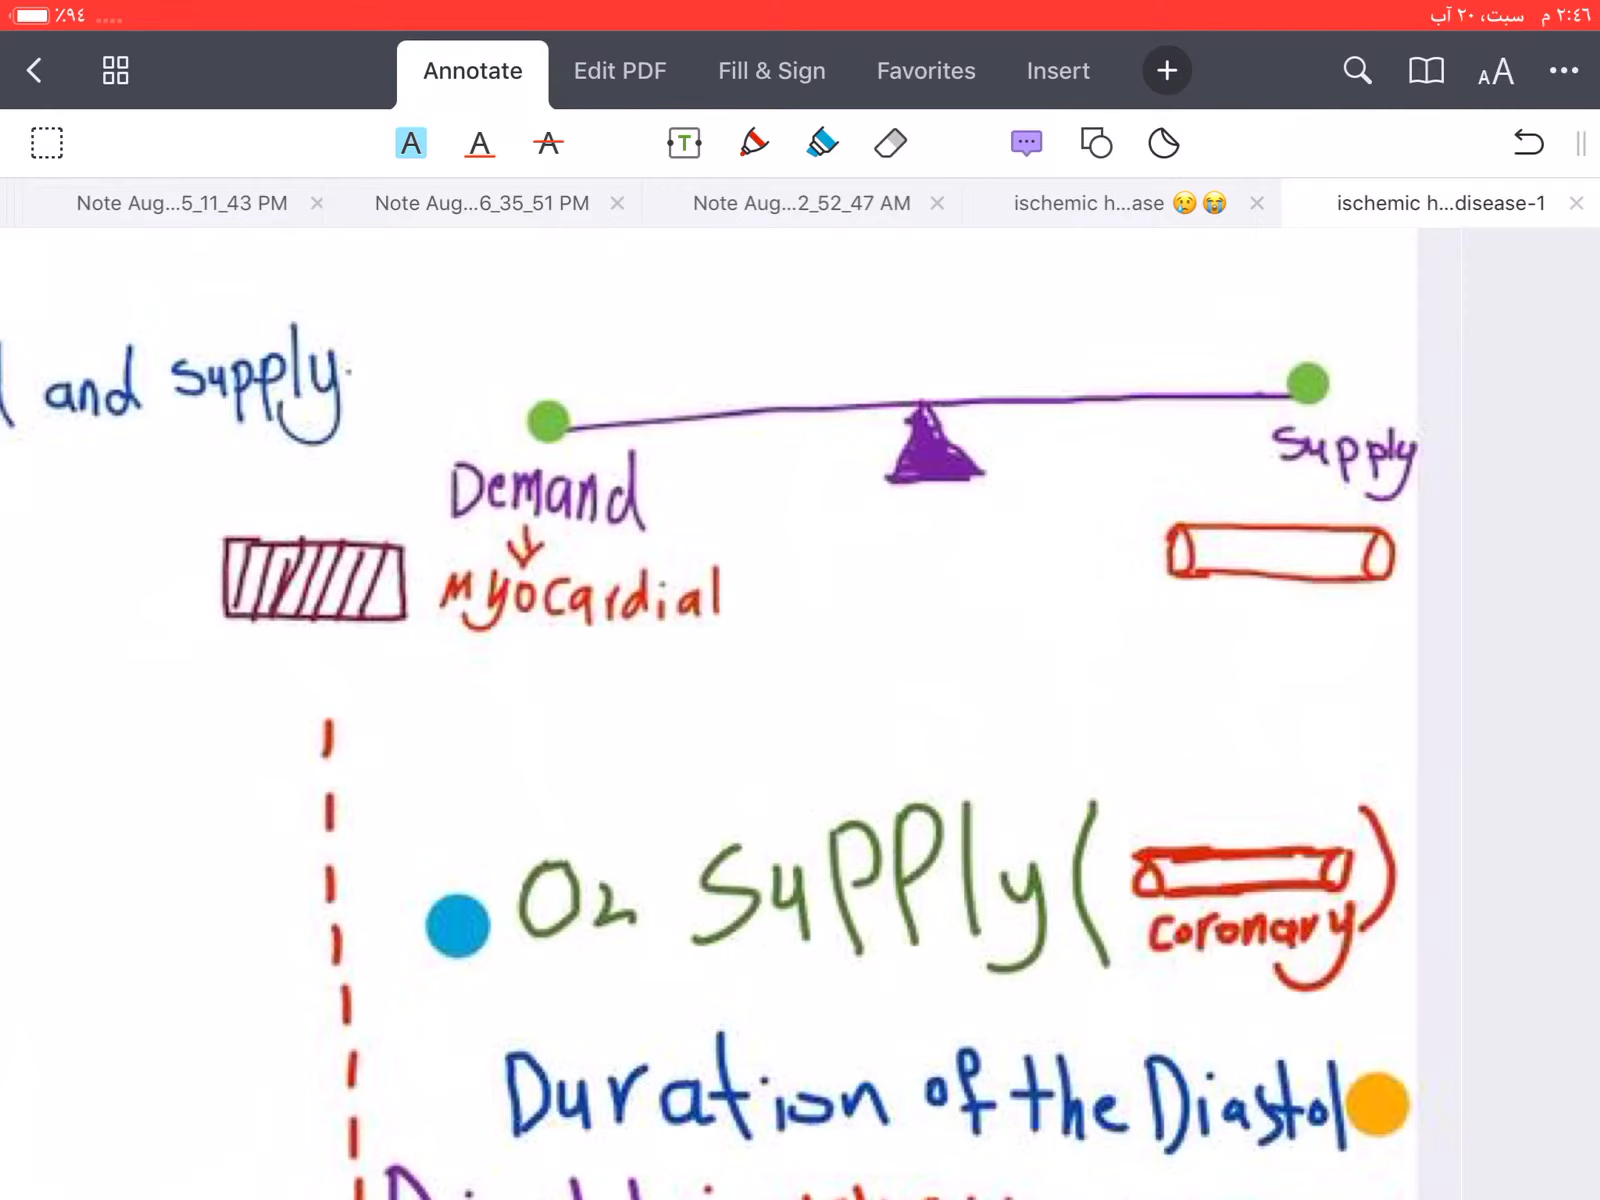 ٪٩٤ سبت، ٢٠ آب ٢:٤٦ م
Annotate Edit PDF Fill & Sign Favorites Insert
Note Aug...5_11_43 PM Note Aug...6_35_51 PM Note Aug...2_52_47 AM ischemic h...ase 😢😭 ischemic h...disease-1
and supply.
Demand
Supply
myocardial
O2 Supply (
coronary)
Duration of the Diastol